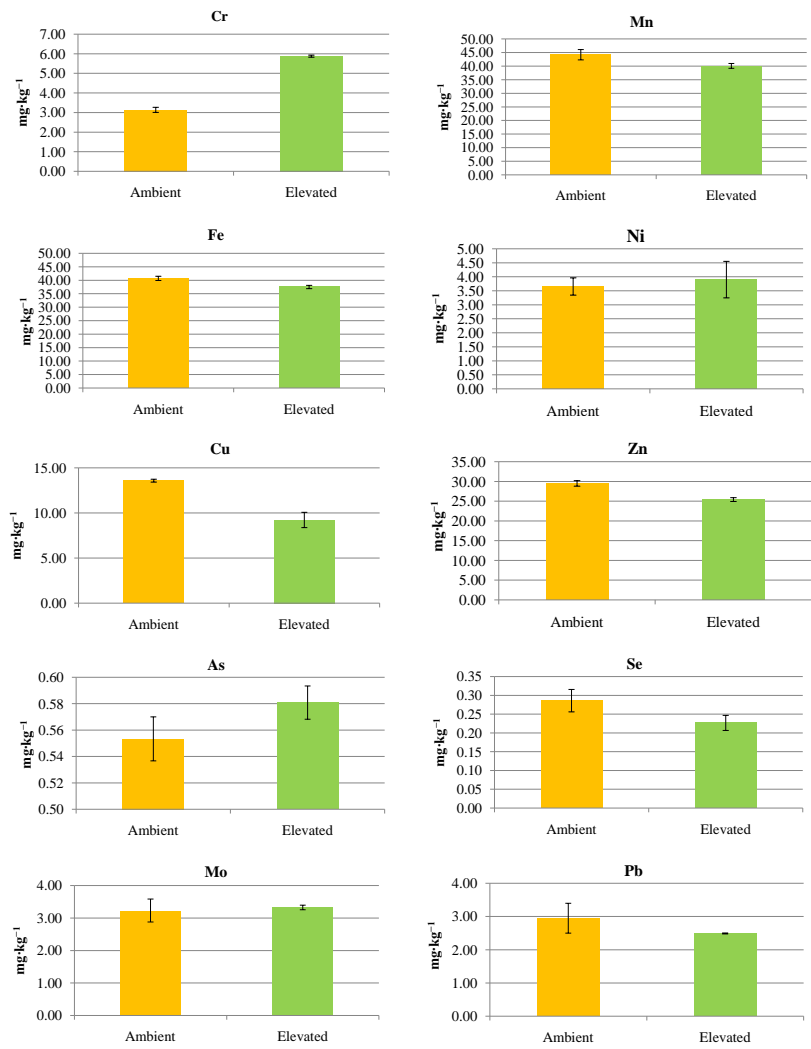 Cr
mg·kg⁻¹
7.00
6.00
5.00
4.00
3.00
2.00
1.00
0.00
Ambient Elevated
Mn
mg·kg⁻¹
50.00
45.00
40.00
35.00
30.00
25.00
20.00
15.00
10.00
5.00
0.00
Ambient Elevated
Fe
mg·kg⁻¹
50.00
45.00
40.00
35.00
30.00
25.00
20.00
15.00
10.00
5.00
0.00
Ambient Elevated
Ni
mg·kg⁻¹
5.00
4.50
4.00
3.50
3.00
2.50
2.00
1.50
1.00
0.50
0.00
Ambient Elevated
Cu
mg·kg⁻¹
15.00
10.00
5.00
0.00
Ambient Elevated
Zn
mg·kg⁻¹
35.00
30.00
25.00
20.00
15.00
10.00
5.00
0.00
Ambient Elevated
As
mg·kg⁻¹
0.60
0.58
0.56
0.54
0.52
0.50
Ambient Elevated
Se
mg·kg⁻¹
0.35
0.30
0.25
0.20
0.15
0.10
0.05
0.00
Ambient Elevated
Mo
mg·kg⁻¹
4.00
3.00
2.00
1.00
0.00
Ambient Elevated
Pb
mg·kg⁻¹
4.00
3.00
2.00
1.00
0.00
Ambient Elevated